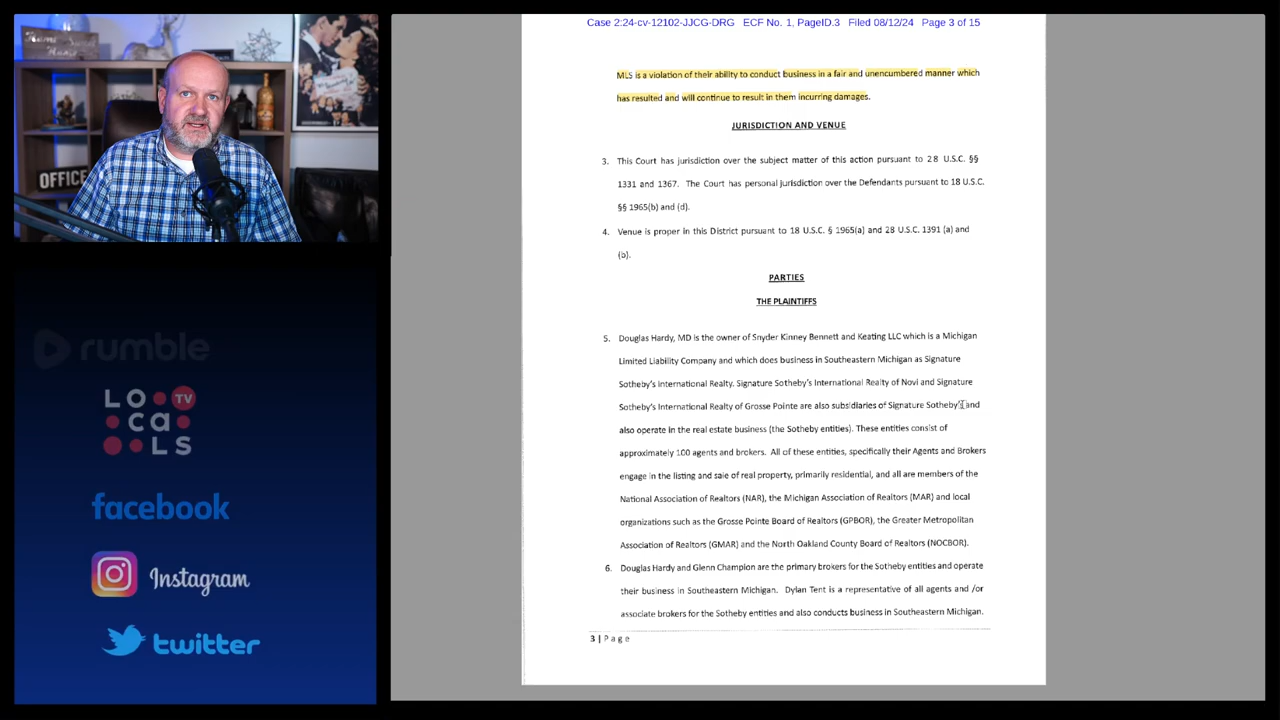 Case 2:24-cv-12102-JJCG-DRG ECF No. 1, PageID.3 Filed 08/12/24 Page 3 of 15
MLS is a violation of their ability to conduct business in a fair and unencumbered manner which
has resulted and will continue to result in them incurring damages.
JURISDICTION AND VENUE
3. This Court has jurisdiction over the subject matter of this action pursuant to 28 U.S.C. §§
1331 and 1367. The Court has personal jurisdiction over the Defendants pursuant to 18 U.S.C.
§§ 1965(b) and (d).
4. Venue is proper in this District pursuant to 18 U.S.C. § 1965(a) and 28 U.S.C. 1391 (a) and
(b).
PARTIES
THE PLAINTIFFS
5. Douglas Hardy, MD is the owner of Snyder Kinney Bennett and Keating LLC which is a Michigan
Limited Liability Company and which does business in Southeastern Michigan as Signature
Sotheby's International Realty. Signature Sotheby's International Realty of Novi and Signature
Sotheby's International Realty of Grosse Pointe are also subsidiaries of Signature Sotheby's and
also operate in the real estate business (the Sotheby entities). These entities consist of
approximately 100 agents and brokers. All of these entities, specifically their Agents and Brokers
engage in the listing and sale of real property, primarily residential, and all are members of the
National Association of Realtors (NAR), the Michigan Association of Realtors (MAR) and local
organizations such as the Grosse Pointe Board of Realtors (GPBOR), the Greater Metropolitan
Association of Realtors (GMAR) and the North Oakland County Board of Realtors (NOCBOR).
6. Douglas Hardy and Glenn Champion are the primary brokers for the Sotheby entities and operate
their business in Southeastern Michigan. Dylan Tent is a representative of all agents and /or
associate brokers for the Sotheby entities and also conducts business in Southeastern Michigan.
3 | Page
OFFICE
rumble
LO TV
ca
LS
facebook
Instagram
twitter